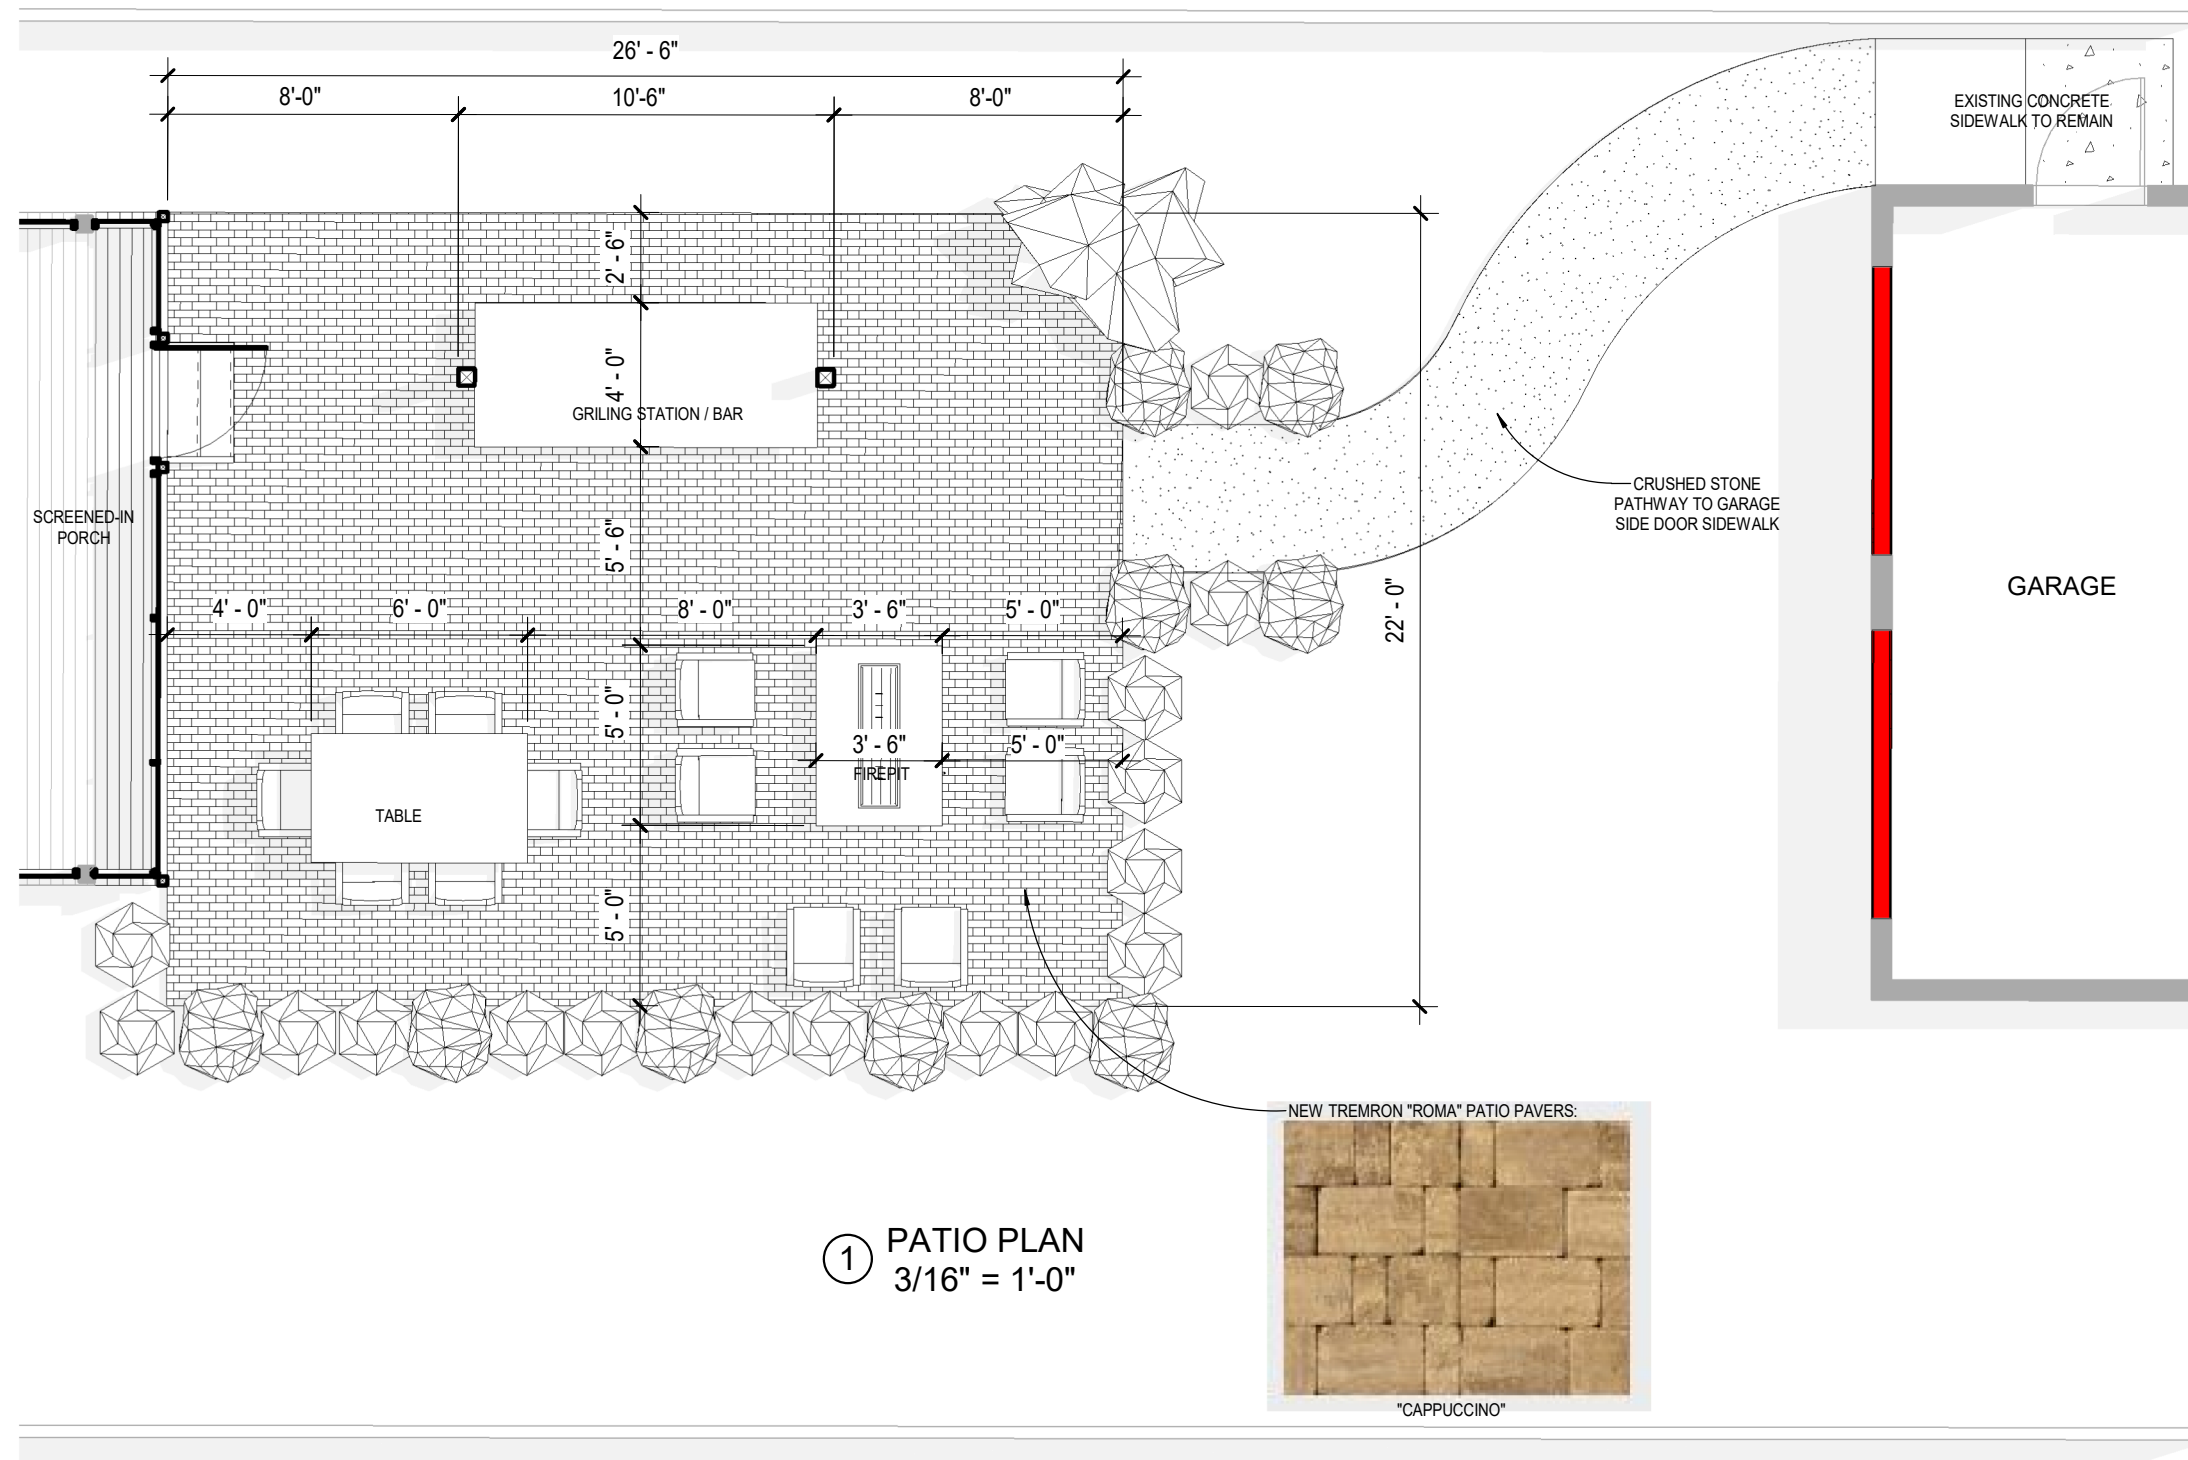 26' - 6"
8'-0"
10'-6"
8'-0"
EXISTING CONCRETE
SIDEWALK TO REMAIN
2' - 6"
4' - 0"
GRILING STATION / BAR
SCREENED-IN
PORCH
5' - 6"
CRUSHED STONE
PATHWAY TO GARAGE
SIDE DOOR SIDEWALK
GARAGE
4' - 0"
6' - 0"
8' - 0"
3' - 6"
5' - 0"
22' - 0"
5' - 0"
3' - 6"
5' - 0"
FIREPIT
TABLE
5' - 0"
NEW TREMRON "ROMA" PATIO PAVERS:
"CAPPUCCINO"
1
PATIO PLAN
3/16" = 1'-0"